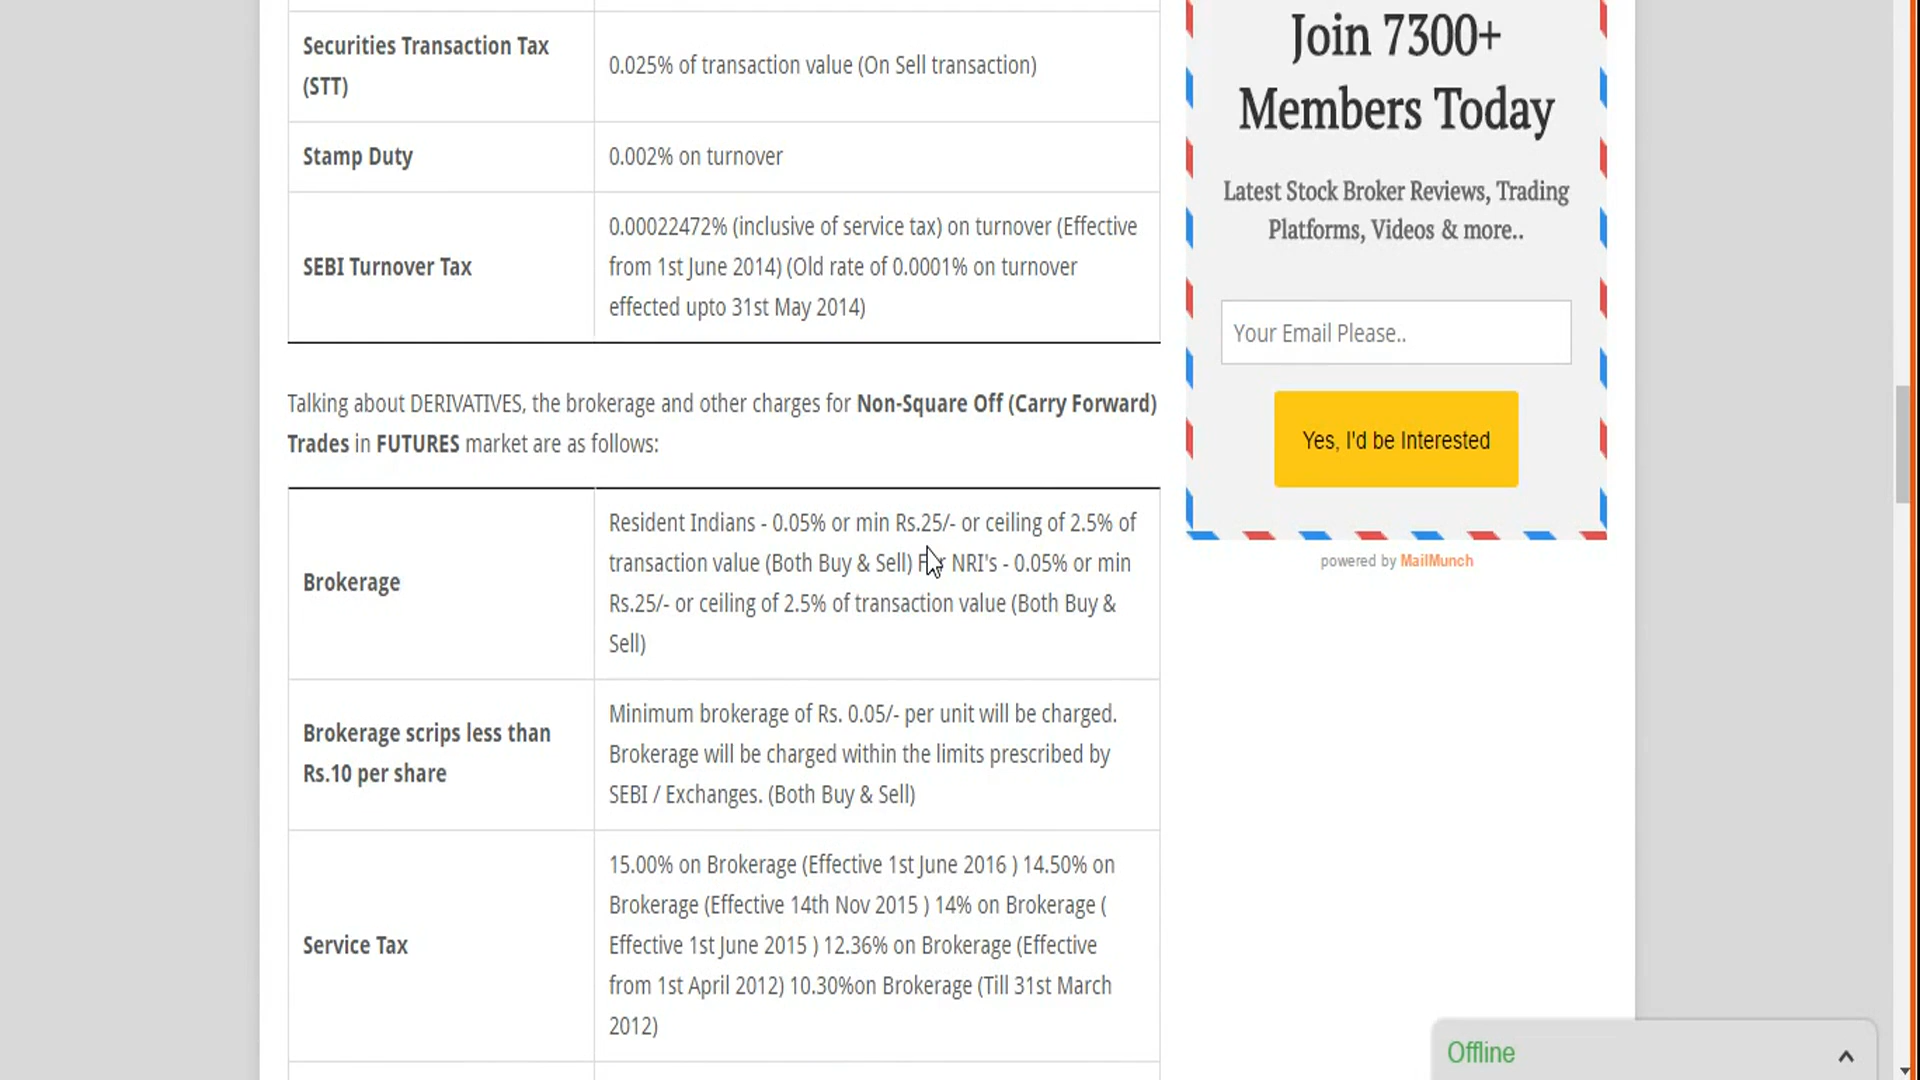 Securities Transaction Tax
(STT)
0.025% of transaction value (On Sell transaction)
Stamp Duty
0.002% on turnover
SEBI Turnover Tax
0.00022472% (inclusive of service tax) on turnover (Effective
from 1st June 2014) (Old rate of 0.0001% on turnover
effected upto 31st May 2014)
Talking about DERIVATIVES, the brokerage and other charges for Non-Square Off (Carry Forward)
Trades in FUTURES market are as follows:
Brokerage
Resident Indians - 0.05% or min Rs.25/- or ceiling of 2.5% of
transaction value (Both Buy & Sell) For NRI's - 0.05% or min
Rs.25/- or ceiling of 2.5% of transaction value (Both Buy &
Sell)
Brokerage scrips less than
Rs.10 per share
Minimum brokerage of Rs. 0.05/- per unit will be charged.
Brokerage will be charged within the limits prescribed by
SEBI / Exchanges. (Both Buy & Sell)
Service Tax
15.00% on Brokerage (Effective 1st June 2016 ) 14.50% on
Brokerage (Effective 14th Nov 2015 ) 14% on Brokerage (
Effective 1st June 2015 ) 12.36% on Brokerage (Effective
from 1st April 2012) 10.30%on Brokerage (Till 31st March
2012)
Join 7300+
Members Today
Latest Stock Broker Reviews, Trading
Platforms, Videos & more..
Your Email Please..
Yes, I'd be Interested
powered by MailMunch
Offline